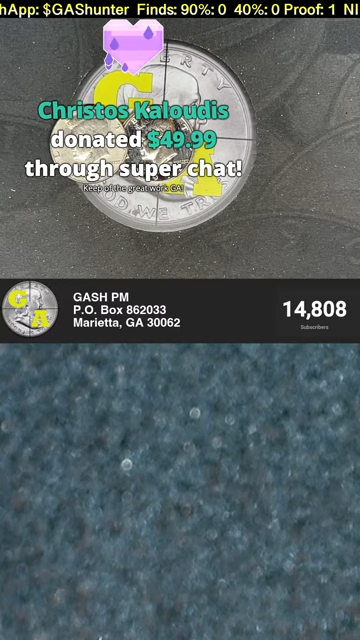 hApp: $GAShunter Finds: 90%: 0 40%: 0 Proof: 1 NI
Christos Kaloudis
donated $49.99
through super chat!
Keep of the great work GA!
GASH PM
P.O. Box 862033
Marietta, GA 30062
14,808
Subscribers
G
A
LIBERTY